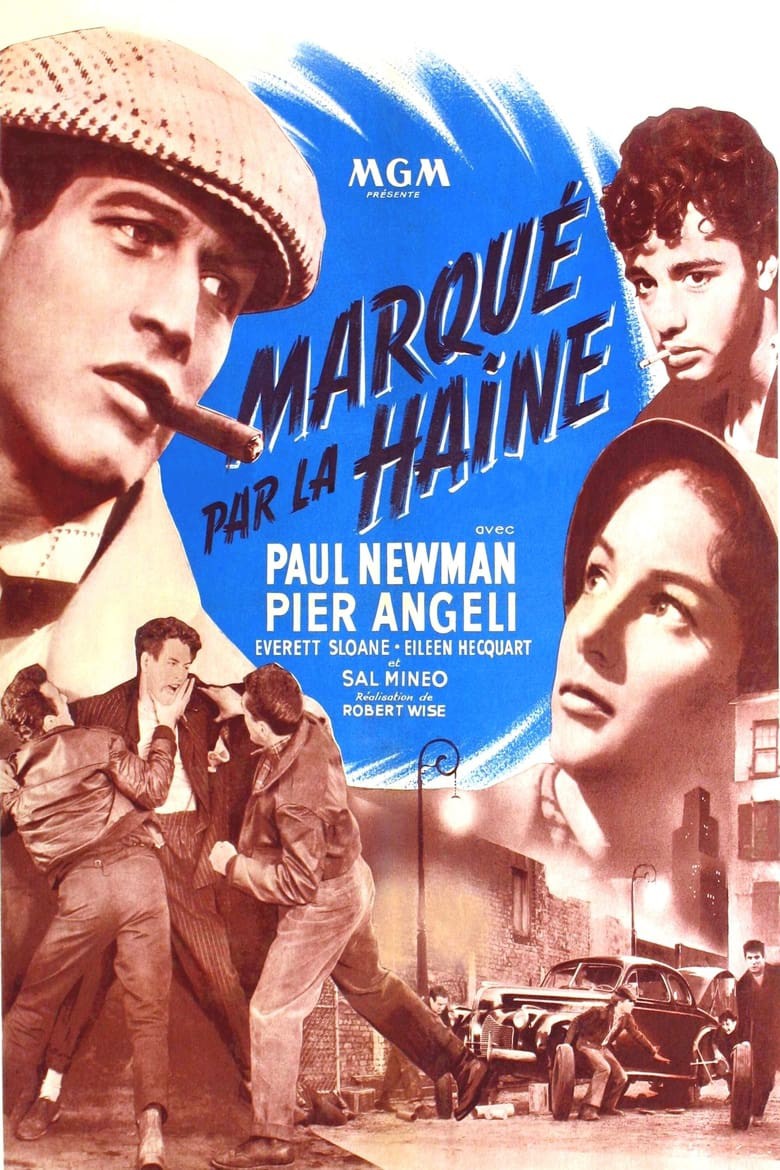 MGM
PRÉSENTE
MARQUÉ
PAR LA HAiNE
avec
PAUL NEWMAN
PIER ANGELI
EVERETT SLOANE • EILEEN HECQUART
et
SAL MINEO
Réalisation de
ROBERT WISE